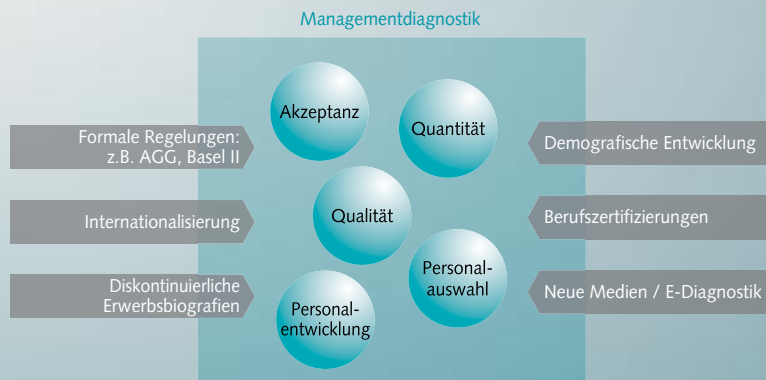 Managementdiagnostik
Akzeptanz
Quantität
Formale Regelungen:
z.B. AGG, Basel II
Demografische Entwicklung
Internationalisierung
Qualität
Berufszertifizierungen
Personal-
auswahl
Diskontinuierliche
Erwerbsbiografien
Personal-
entwicklung
Neue Medien / E-Diagnostik